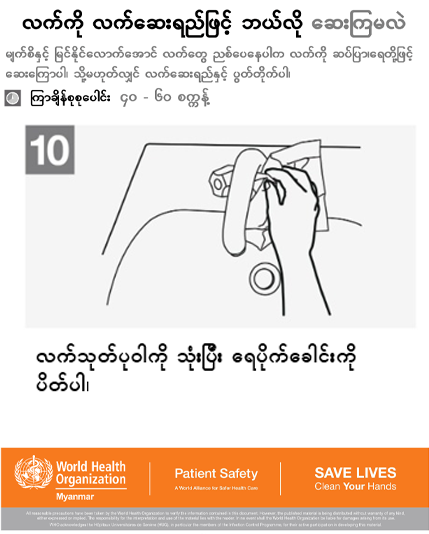 လက်ကို လက်ဆေးရည်ဖြင့် ဘယ်လို ဆေးကြမလဲ
မျက်စိနှင့် မြင်နိုင်လောက်အောင် လက်တွေ ညစ်ပေနေပါက လက်ကို ဆပ်ပြာ၊ရေတို့ဖြင့်
ဆေးကြောပါ၊ သို့မဟုတ်လျှင် လက်ဆေးရည်နှင့် ပွတ်တိုက်ပါ၊
ကြာချိန်စုစုပေါင်း ၄၀ - ၆၀ စက္ကန့်
10
လက်သုတ်ပုဝါကို သုံးပြီး ရေပိုက်ခေါင်းကို
ပိတ်ပါ၊
World Health
Organization
Myanmar
Patient Safety
A World Alliance for Safer Health Care
SAVE LIVES
Clean Your Hands